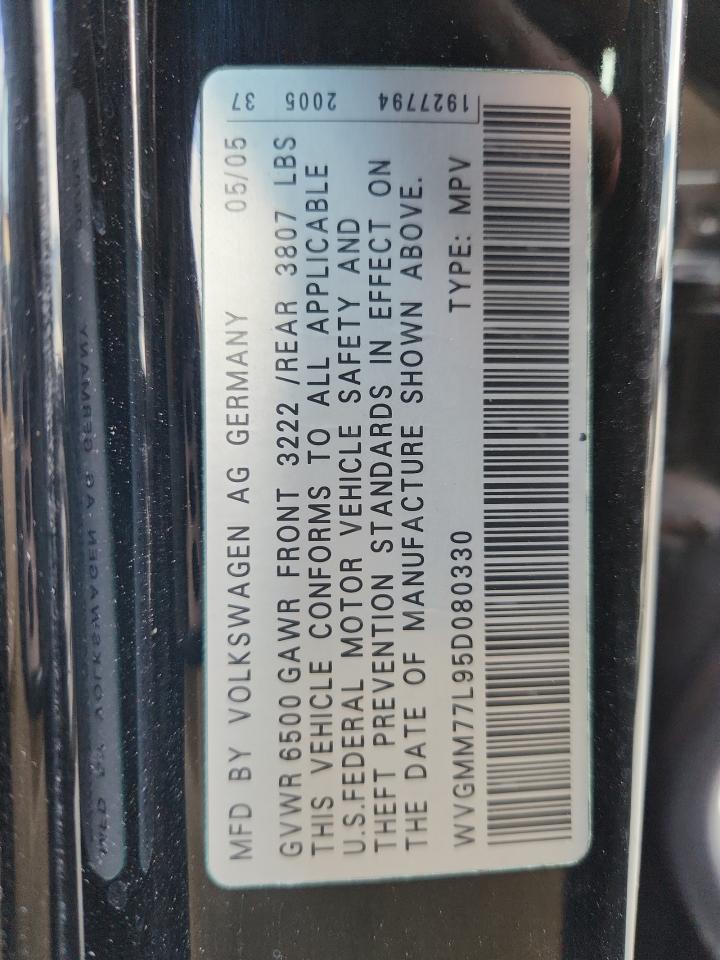 MFD BY VOLKSWAGEN AG GERMANY 05/05
GVWR 6500 GAWR FRONT 3222 /REAR 3807 LBS
THIS VEHICLE CONFORMS TO ALL APPLICABLE
U.S.FEDERAL MOTOR VEHICLE SAFETY AND
THEFT PREVENTION STANDARDS IN EFFECT ON
THE DATE OF MANUFACTURE SHOWN ABOVE.
WVGMM77L95D080330 TYPE: MPV
1927794 2005 37